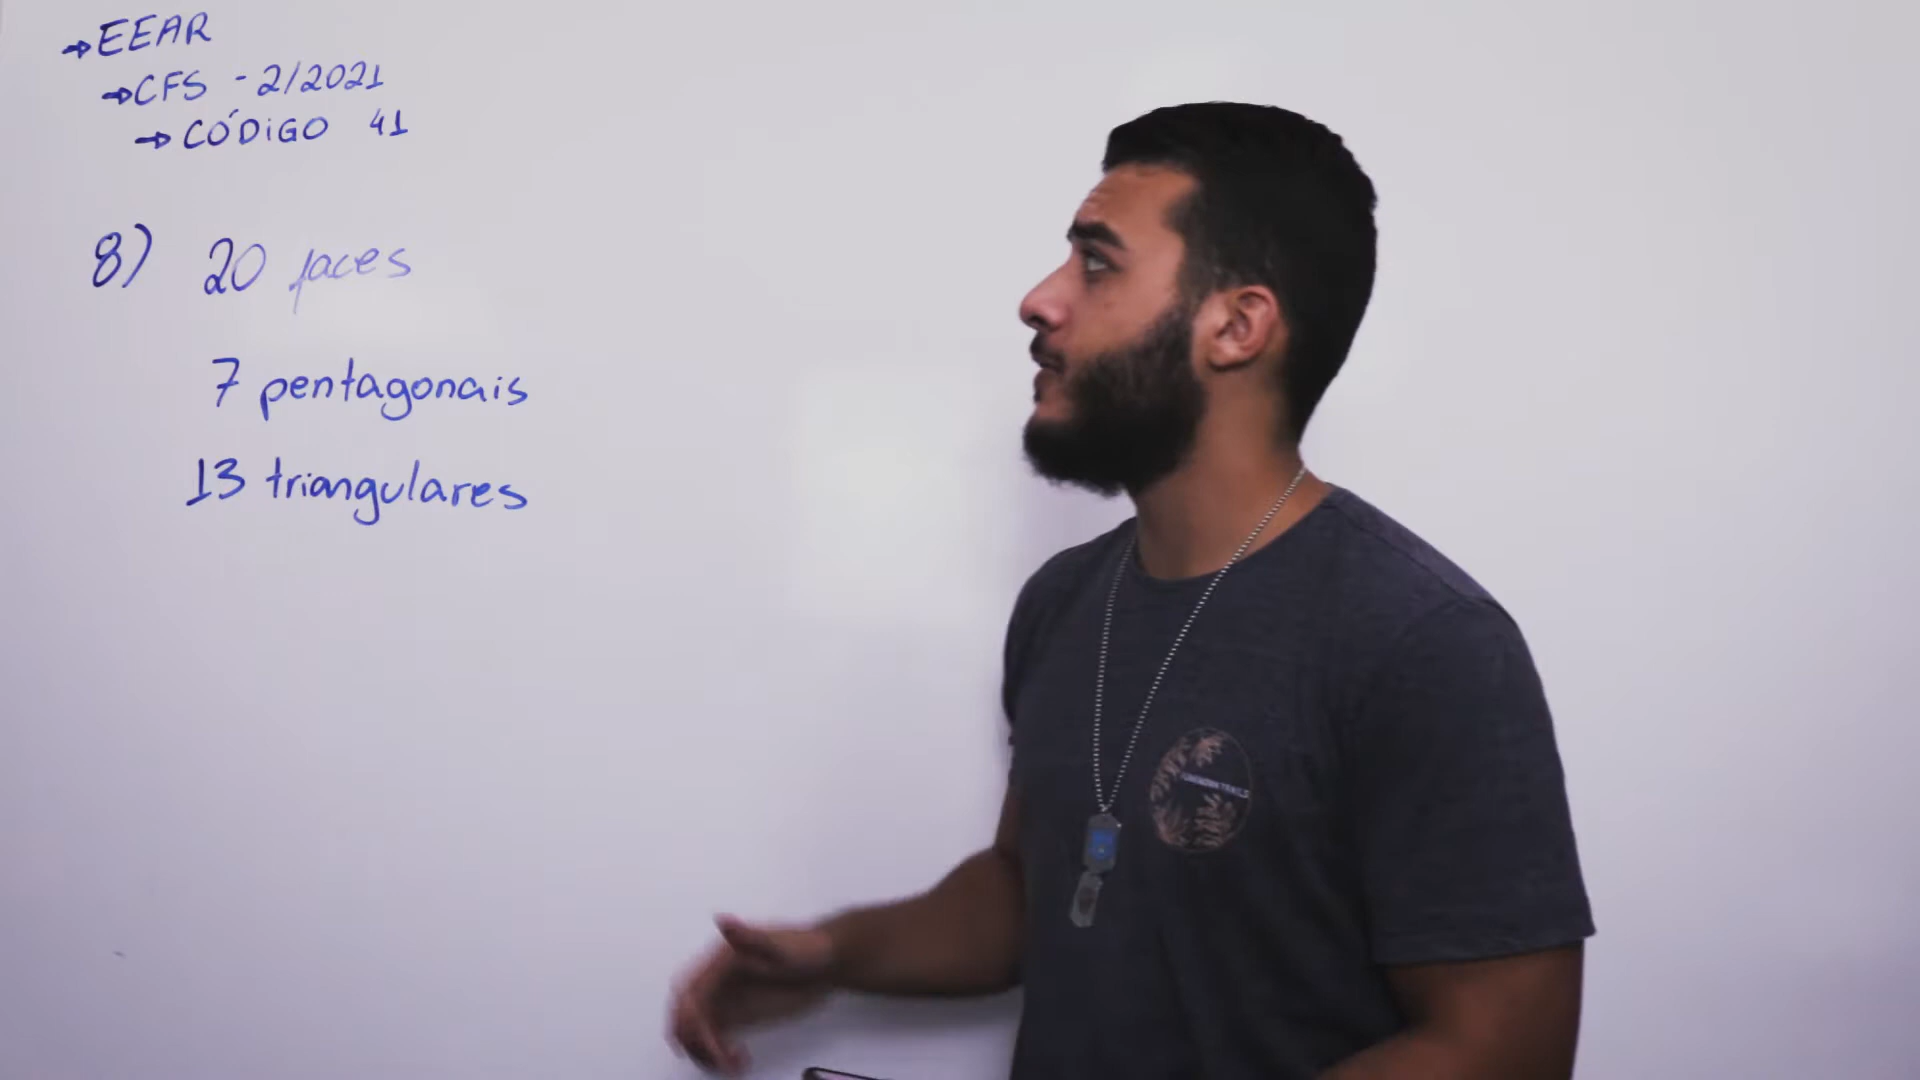 →EEAR
→CFS - 2/2021
→CÓDIGO 41
8) 20 faces
7 pentagonais
13 triangulares